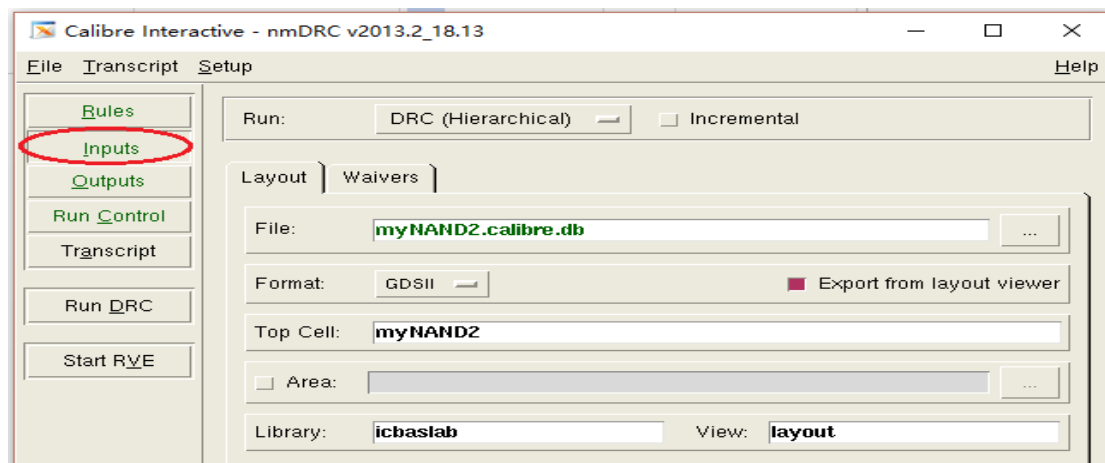 Calibre Interactive - nmDRC v2013.2_18.13
File Transcript Setup Help
Rules
Inputs
Outputs
Run Control
Transcript
Run DRC
Start RVE
Run: DRC (Hierarchical) Incremental
Layout Waivers
File: myNAND2.calibre.db ...
Format: GDSII Export from layout viewer
Top Cell: myNAND2
Area: ...
Library: icbaslab View: layout